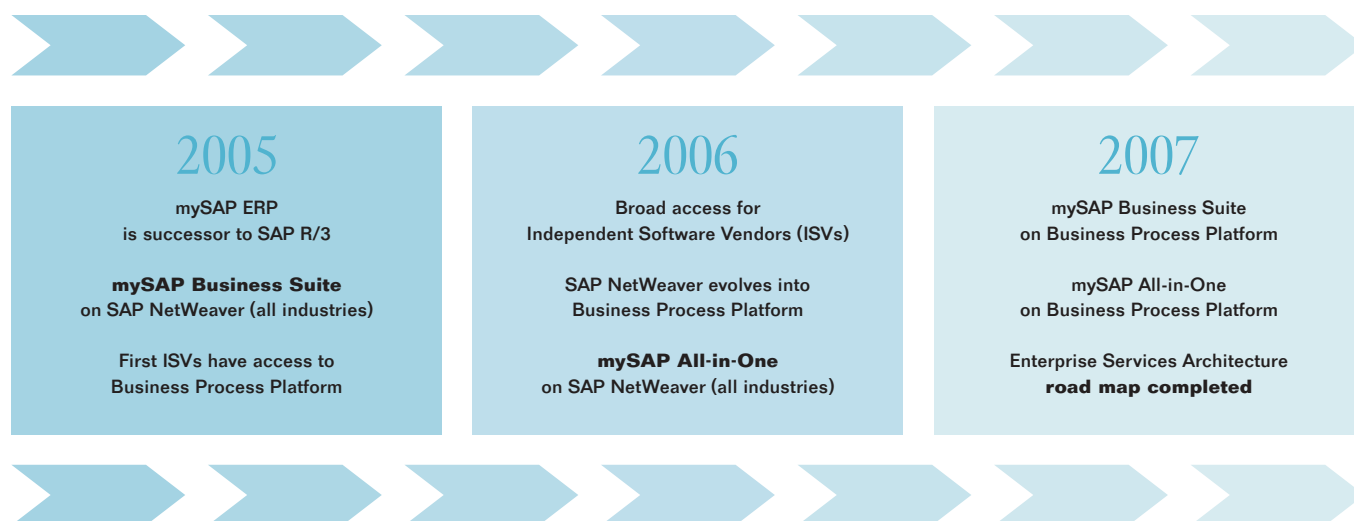 2005
mySAP ERP
is successor to SAP R/3
mySAP Business Suite
on SAP NetWeaver (all industries)
First ISVs have access to
Business Process Platform
2006
Broad access for
Independent Software Vendors (ISVs)
SAP NetWeaver evolves into
Business Process Platform
mySAP All-in-One
on SAP NetWeaver (all industries)
2007
mySAP Business Suite
on Business Process Platform
mySAP All-in-One
on Business Process Platform
Enterprise Services Architecture
road map completed